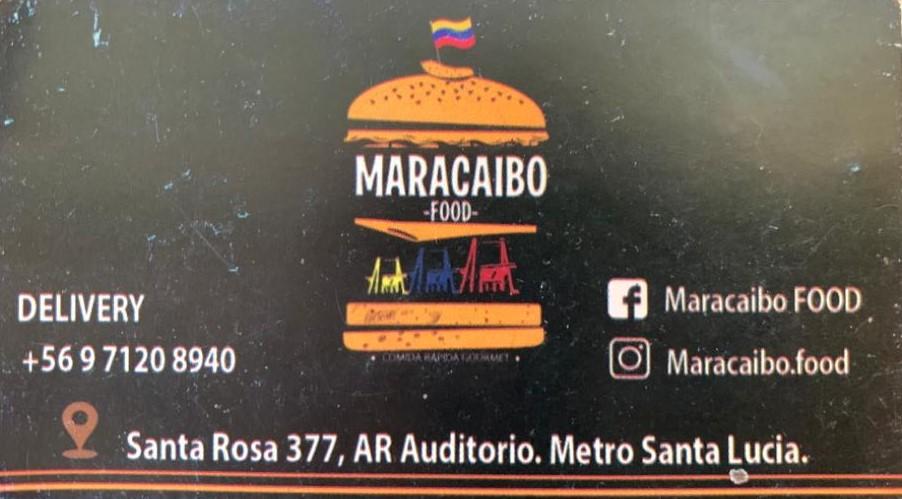 MARACAIBO
-FOOD-
• COMIDA RÁPIDA GOURMET •
DELIVERY
+56 9 7120 8940
Maracaibo FOOD
Maracaibo.food
Santa Rosa 377, AR Auditorio. Metro Santa Lucia.